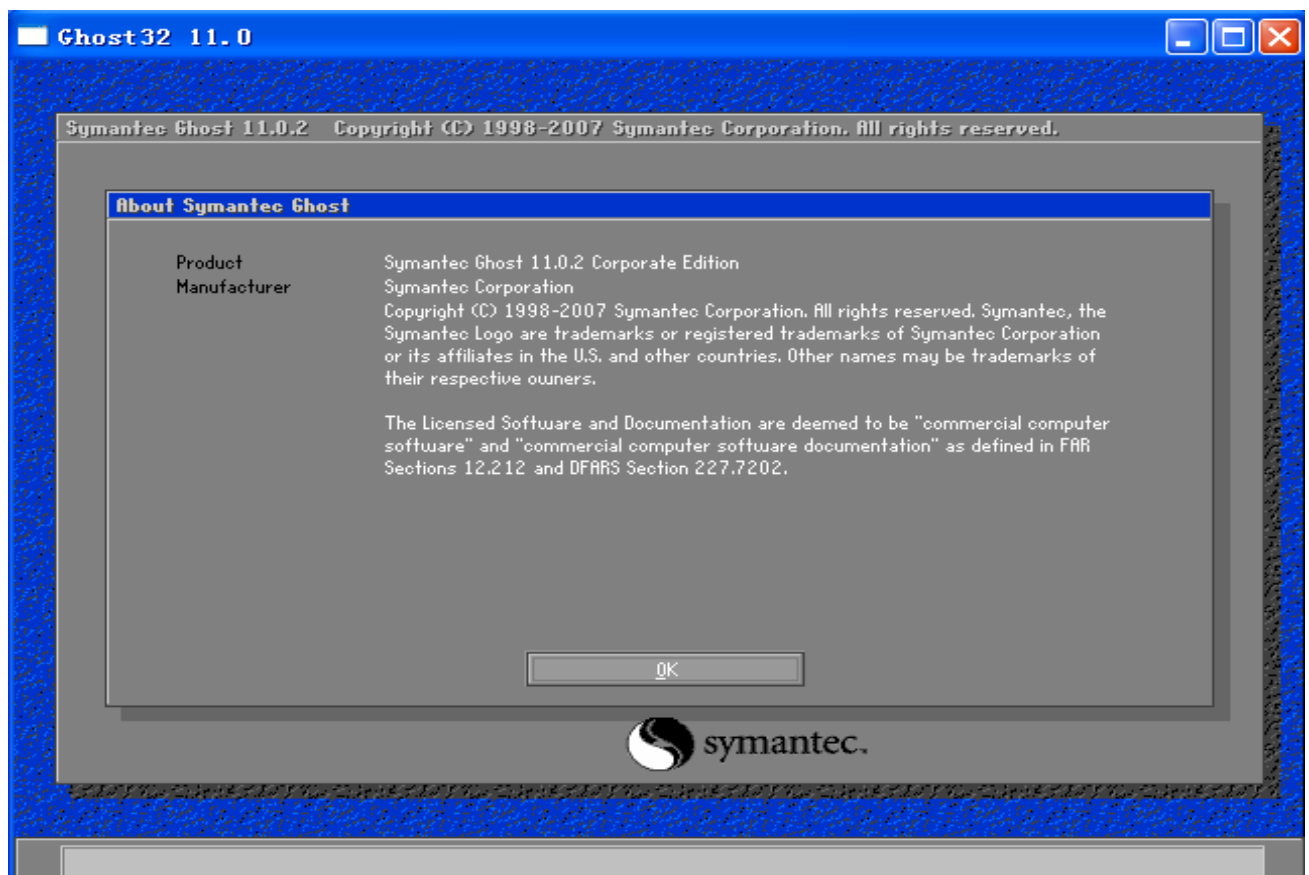 Ghost32 11.0
Symantec Ghost 11.0.2 Copyright (C) 1998-2007 Symantec Corporation. All rights reserved.
About Symantec Ghost
Product Symantec Ghost 11.0.2 Corporate Edition
Manufacturer Symantec Corporation
Copyright (C) 1998-2007 Symantec Corporation. All rights reserved. Symantec, the
Symantec Logo are trademarks or registered trademarks of Symantec Corporation
or its affiliates in the U.S. and other countries. Other names may be trademarks of
their respective owners.
The Licensed Software and Documentation are deemed to be "commercial computer
software" and "commercial computer software documentation" as defined in FAR
Sections 12.212 and DFARS Section 227.7202.
OK
symantec.